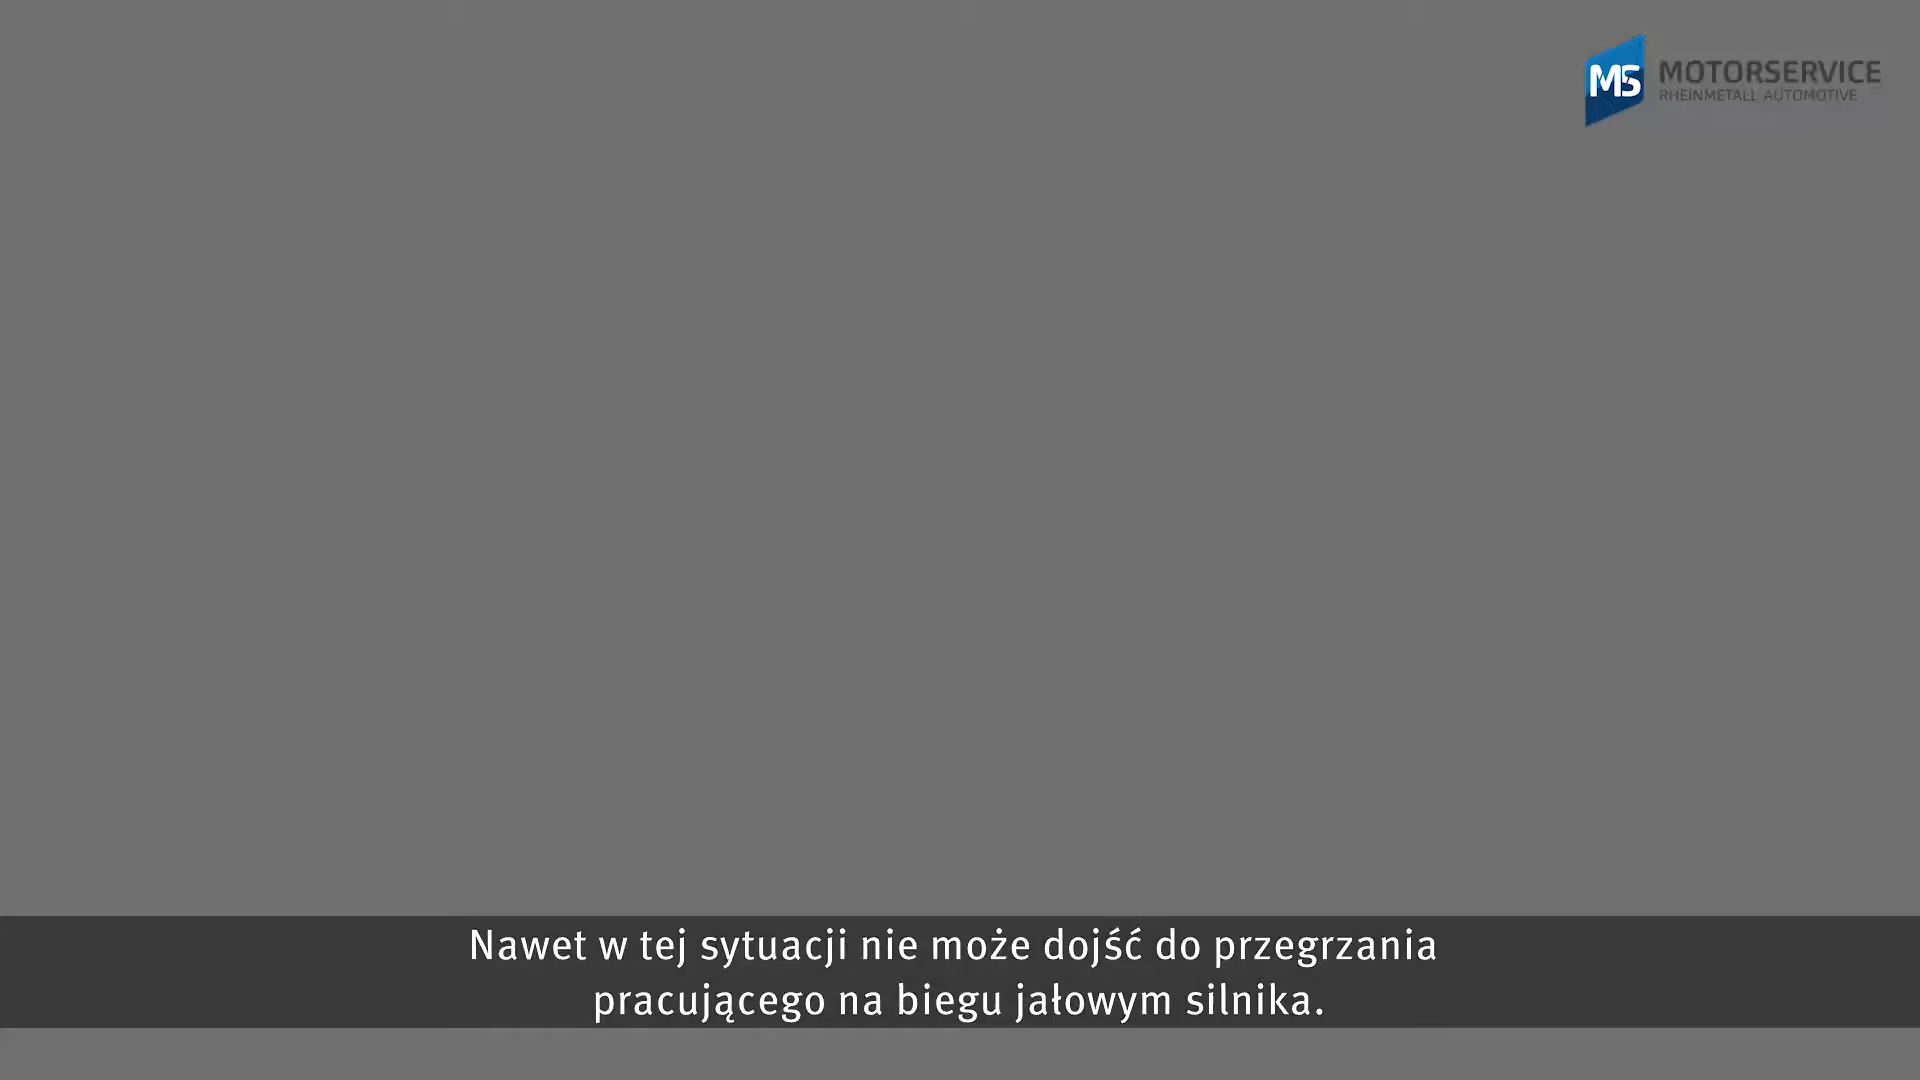 MS MOTORSERVICE
RHEINMETALL AUTOMOTIVE
Nawet w tej sytuacji nie może dojść do przegrzania
pracującego na biegu jałowym silnika.